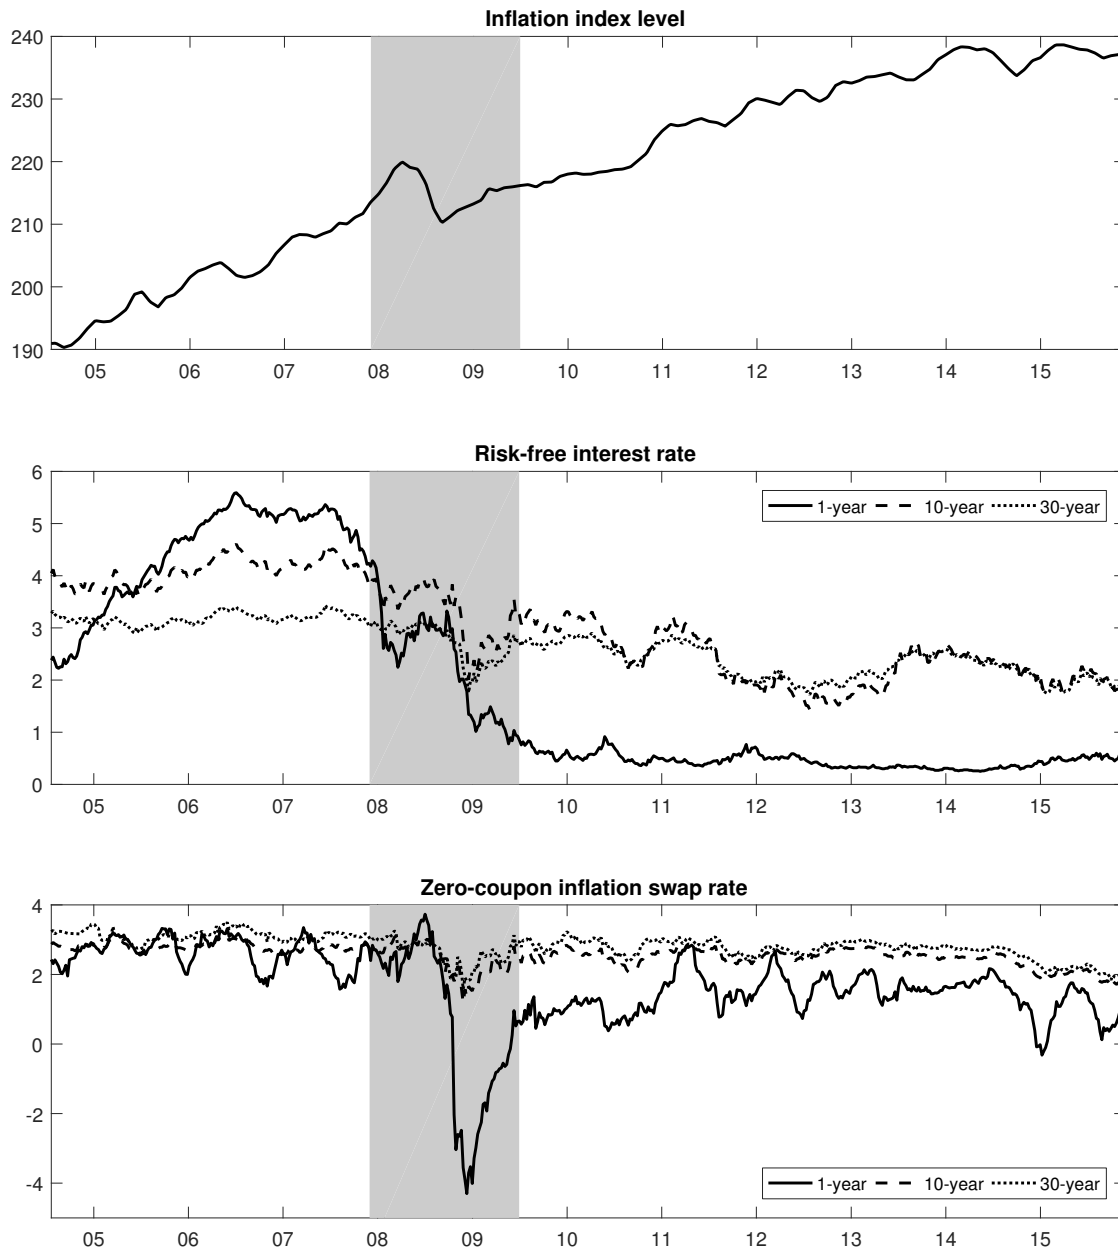 Inflation index level
240
230
220
210
200
190
05 06 07 08 09 10 11 12 13 14 15
Risk-free interest rate
6
5
4
3
2
1
0
1-year 10-year 30-year
05 06 07 08 09 10 11 12 13 14 15
Zero-coupon inflation swap rate
4
2
0
-2
-4
1-year 10-year 30-year
05 06 07 08 09 10 11 12 13 14 15